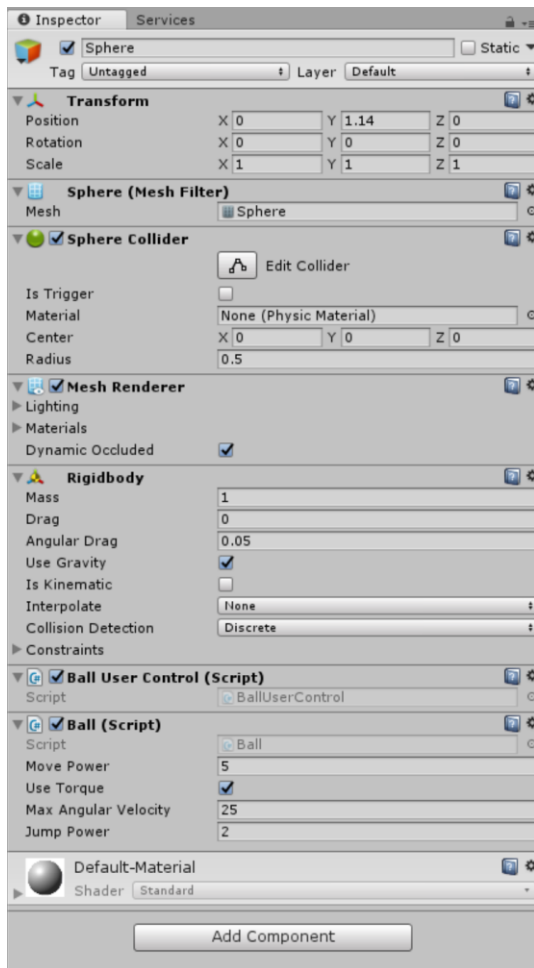 Inspector Services
Sphere Static
Tag Untagged Layer Default
Transform
Position X 0 Y 1.14 Z 0
Rotation X 0 Y 0 Z 0
Scale X 1 Y 1 Z 1
Sphere (Mesh Filter)
Mesh Sphere
Sphere Collider
Edit Collider
Is Trigger
Material None (Physic Material)
Center X 0 Y 0 Z 0
Radius 0.5
Mesh Renderer
Lighting
Materials
Dynamic Occluded
Rigidbody
Mass 1
Drag 0
Angular Drag 0.05
Use Gravity
Is Kinematic
Interpolate None
Collision Detection Discrete
Constraints
Ball User Control (Script)
Script BallUserControl
Ball (Script)
Script Ball
Move Power 5
Use Torque
Max Angular Velocity 25
Jump Power 2
Default-Material
Shader Standard
Add Component